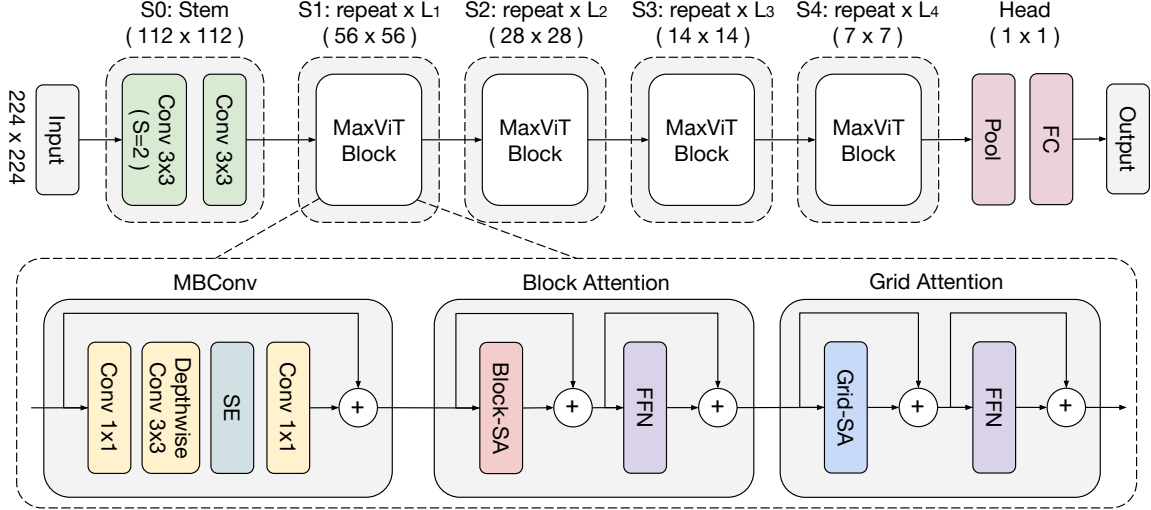 S0: Stem
( 112 x 112 )
S1: repeat x L1
( 56 x 56 )
S2: repeat x L2
( 28 x 28 )
S3: repeat x L3
( 14 x 14 )
S4: repeat x L4
( 7 x 7 )
Head
( 1 x 1 )
224 x 224
Input
Conv 3x3
( S=2 )
Conv 3x3
MaxViT
Block
MaxViT
Block
MaxViT
Block
MaxViT
Block
Pool
FC
Output
MBConv
Block Attention
Grid Attention
Conv 1x1
Depthwise
Conv 3x3
SE
Conv 1x1
+
Block-SA
+
FFN
+
Grid-SA
+
FFN
+